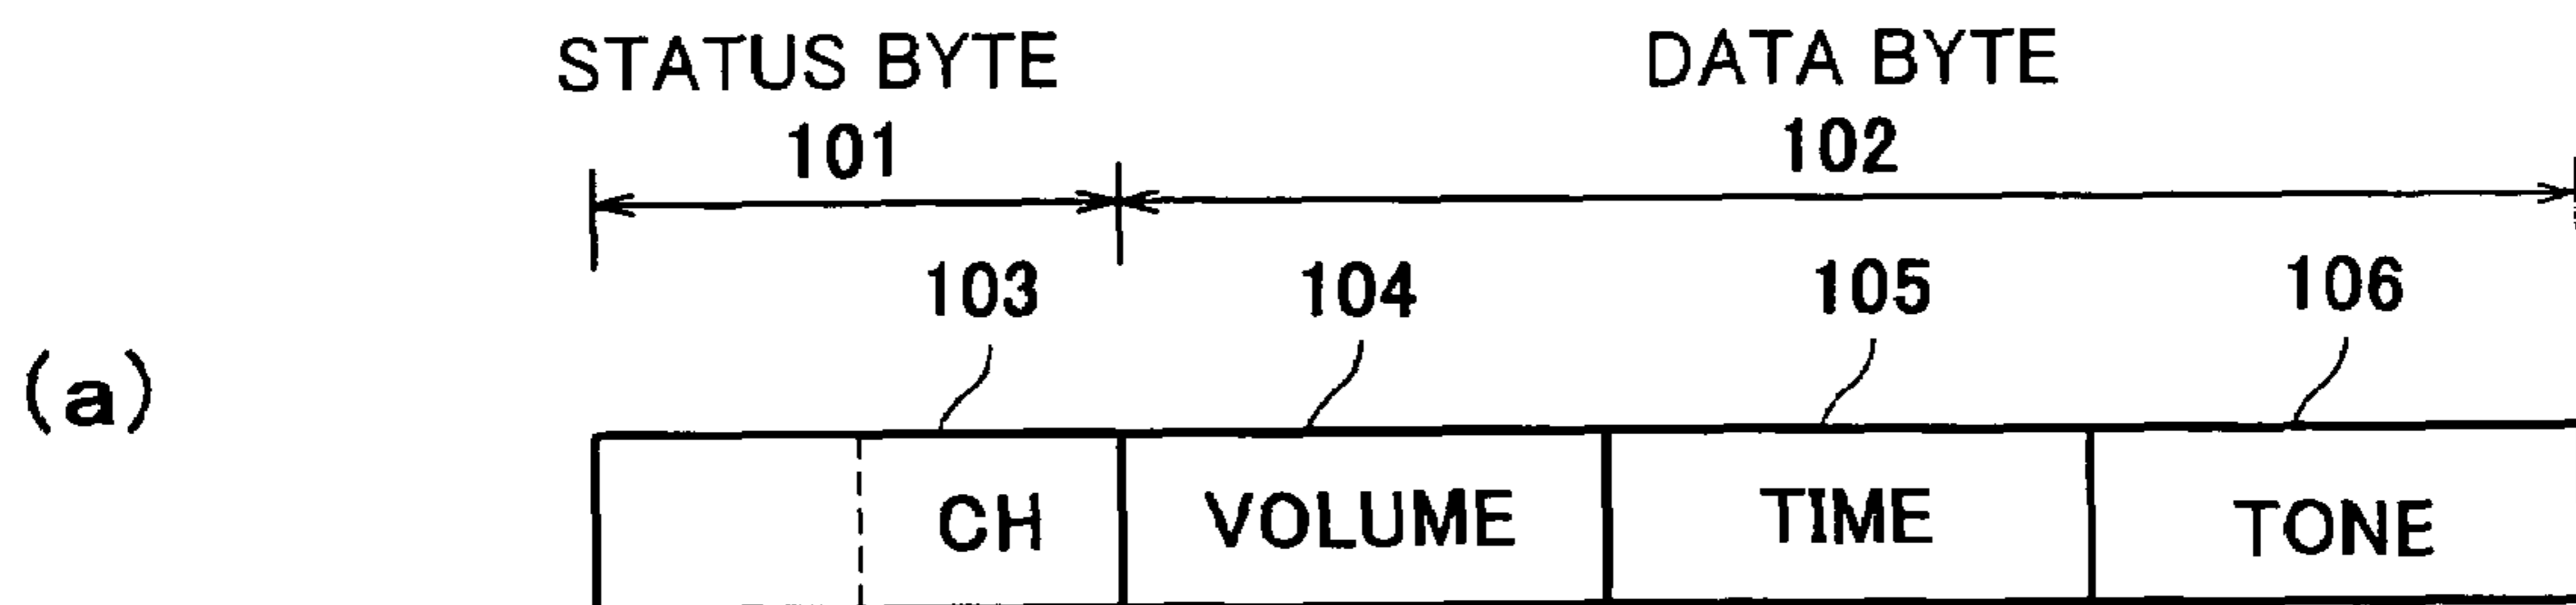 STATUS BYTE DATA BYTE
101 102
103 104 105 106
(a)
CH VOLUME TIME TONE